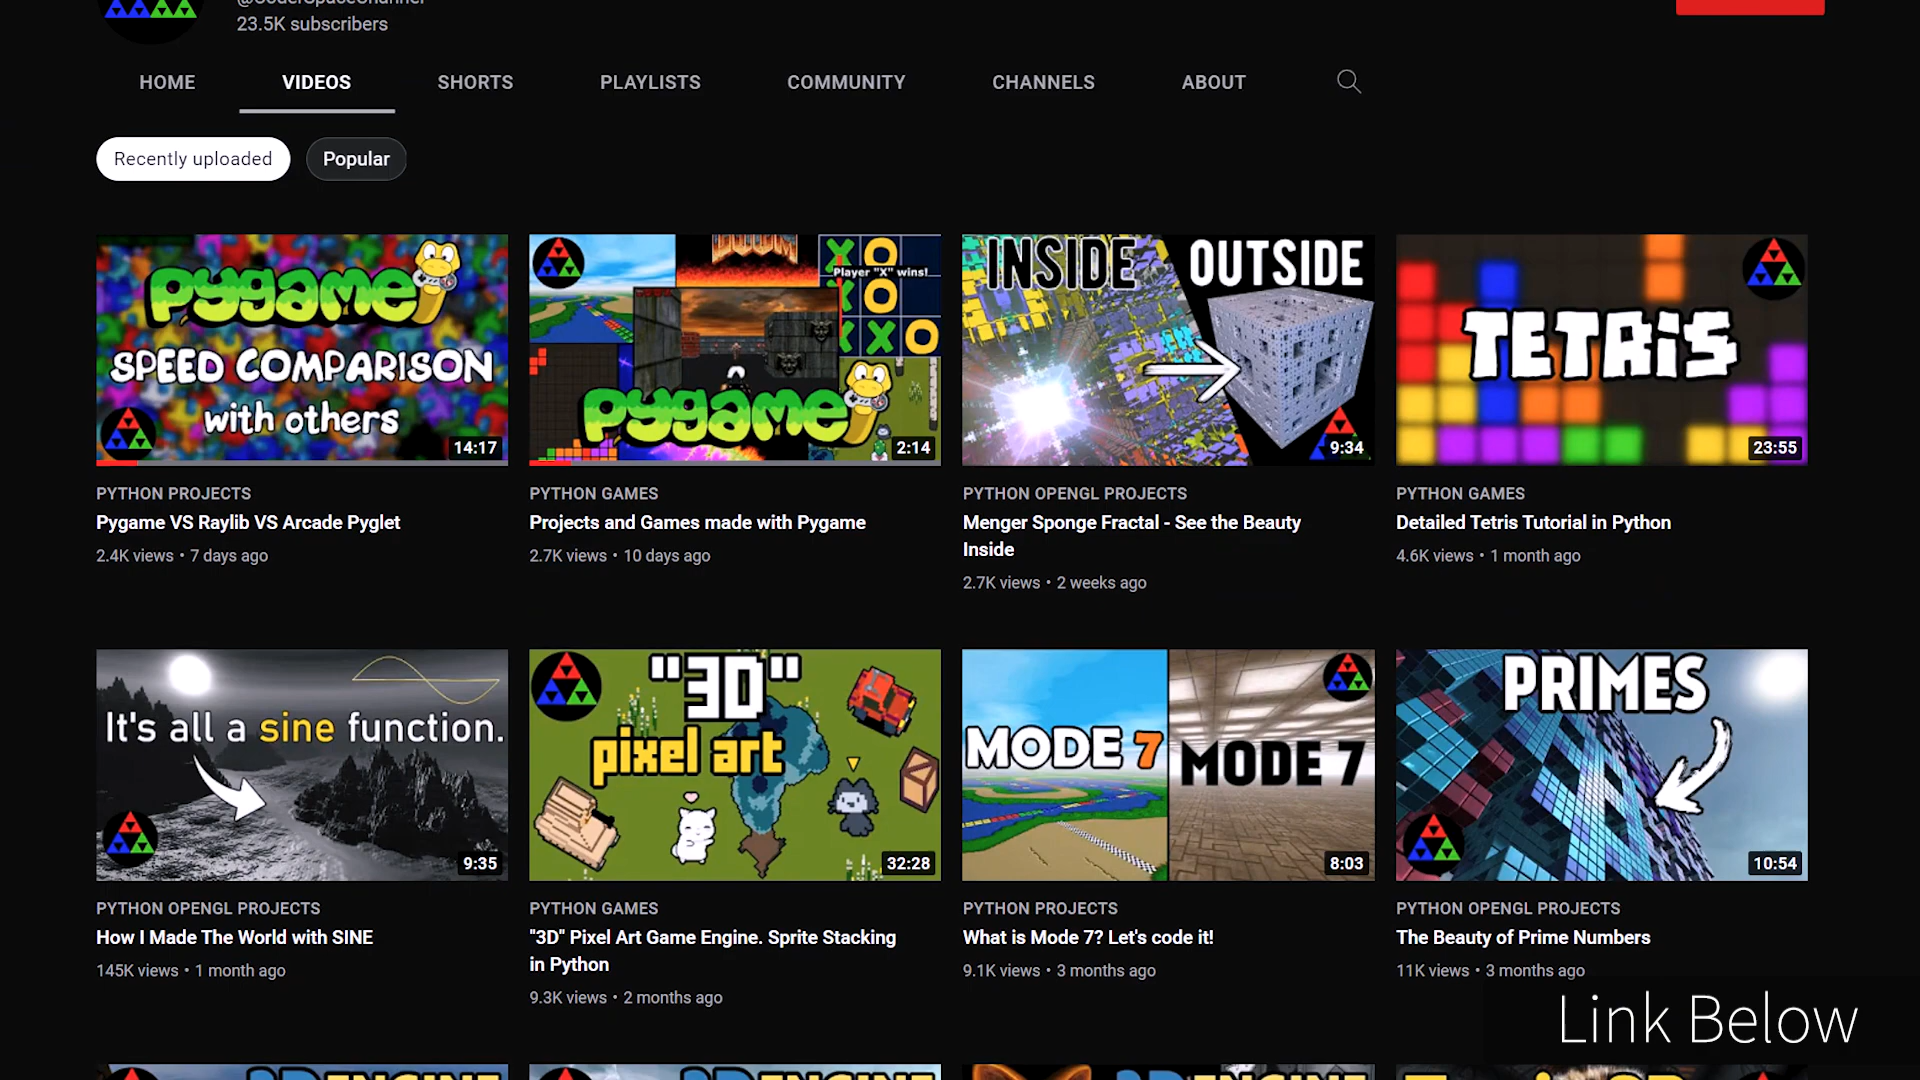 @CoderSpaceChannel
23.5K subscribers
HOME VIDEOS SHORTS PLAYLISTS COMMUNITY CHANNELS ABOUT
Recently uploaded Popular
pygame
SPEED COMPARISON
with others
14:17
DOOM
Player "X" wins!
pygame
2:14
INSIDE OUTSIDE
9:34
TETRIS
23:55
PYTHON PROJECTS
Pygame VS Raylib VS Arcade Pyglet
2.4K views • 7 days ago
PYTHON GAMES
Projects and Games made with Pygame
2.7K views • 10 days ago
PYTHON OPENGL PROJECTS
Menger Sponge Fractal - See the Beauty
Inside
2.7K views • 2 weeks ago
PYTHON GAMES
Detailed Tetris Tutorial in Python
4.6K views • 1 month ago
It's all a sine function.
9:35
"3D"
pixel art
32:28
MODE 7 MODE 7
8:03
PRIMES
10:54
PYTHON OPENGL PROJECTS
How I Made The World with SINE
145K views • 1 month ago
PYTHON GAMES
"3D" Pixel Art Game Engine. Sprite Stacking
in Python
9.3K views • 2 months ago
PYTHON PROJECTS
What is Mode 7? Let's code it!
9.1K views • 3 months ago
PYTHON OPENGL PROJECTS
The Beauty of Prime Numbers
11K views • 3 months ago
Link Below
3D ENGINE
3D ENGINE
3D ENGINE